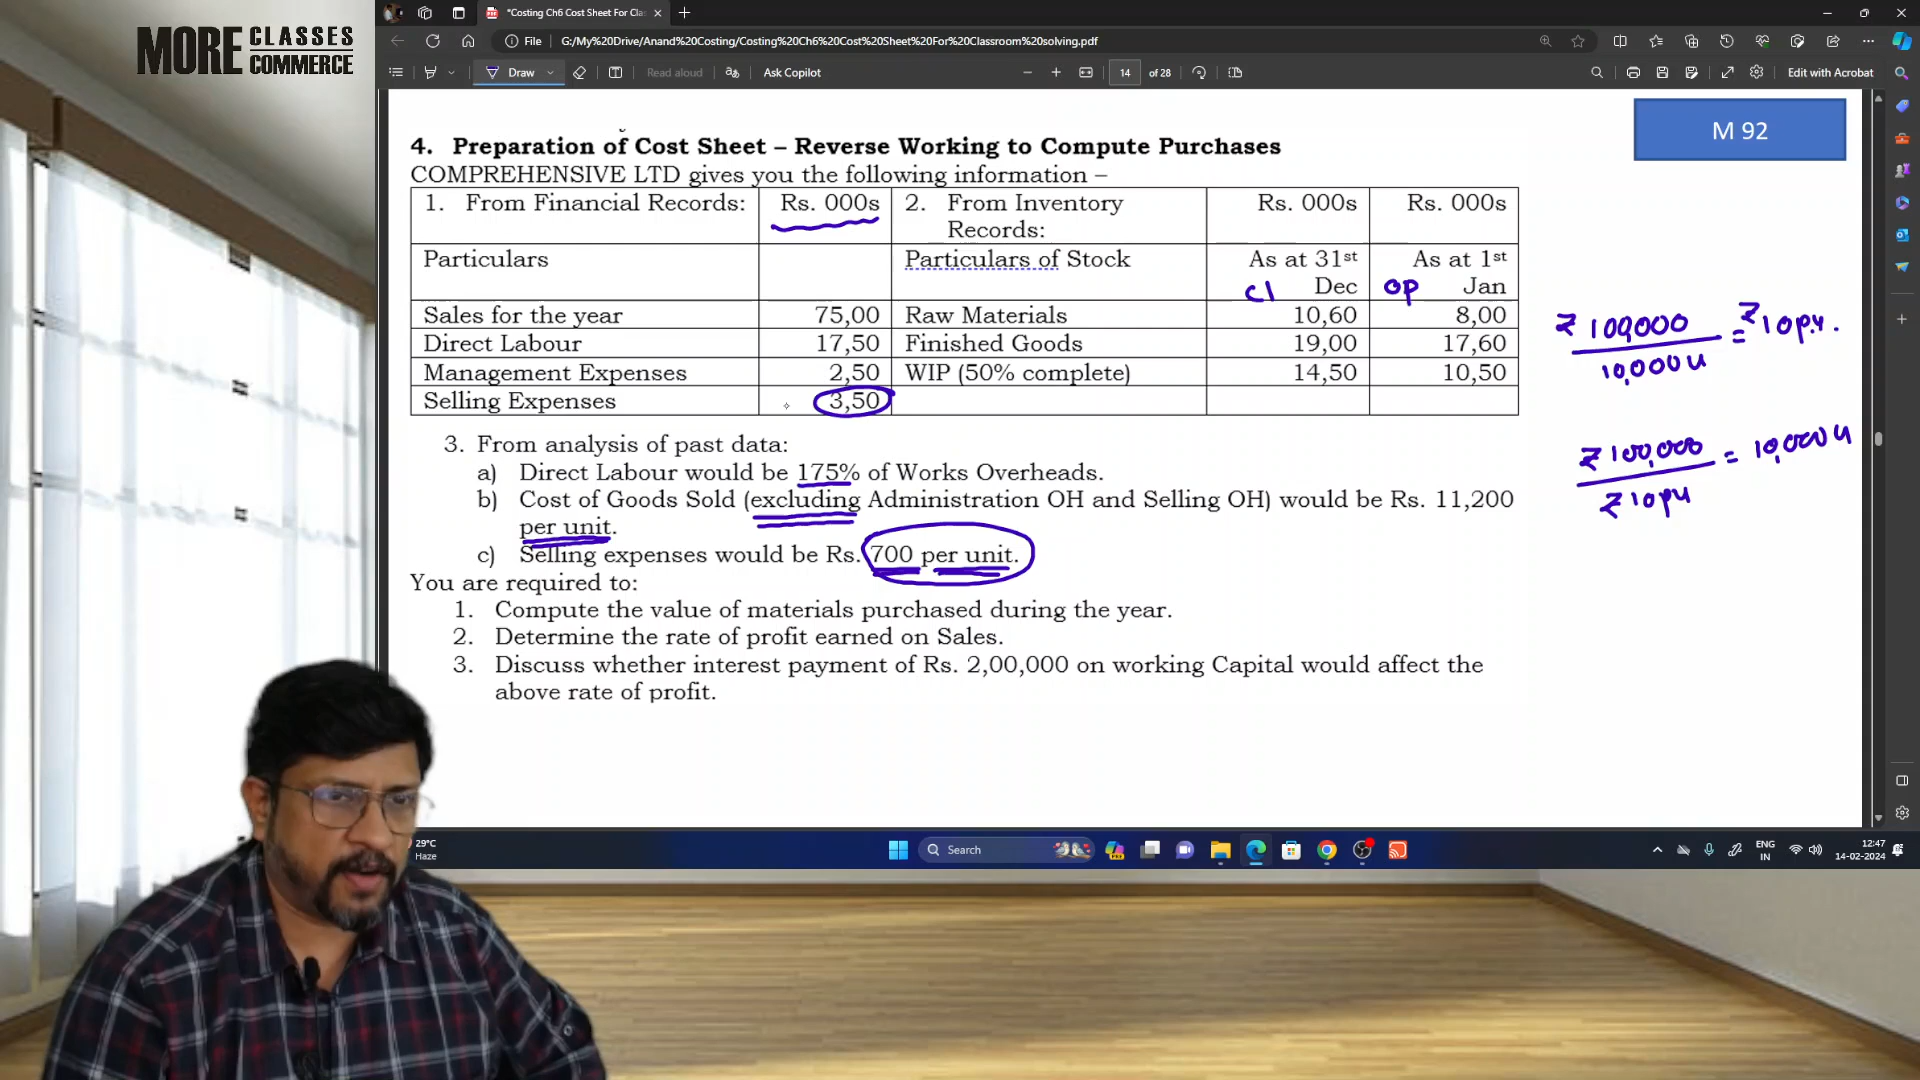 MORE CLASSES COMMERCE
*Costing Ch6 Cost Sheet For Cla
File G:/My%20Drive/Anand%20Costing/Costing%20Ch6%20Cost%20Sheet%20For%20Classroom%20solving.pdf
Draw Read aloud Ask Copilot 14 of 28 Edit with Acrobat
M 92
4. Preparation of Cost Sheet – Reverse Working to Compute Purchases
COMPREHENSIVE LTD gives you the following information –
1. From Financial Records: Rs. 000s 2. From Inventory Records: Rs. 000s Rs. 000s
Particulars Particulars of Stock As at 31st Dec As at 1st Jan
cl op
Sales for the year 75,00 Raw Materials 10,60 8,00
Direct Labour 17,50 Finished Goods 19,00 17,60
Management Expenses 2,50 WIP (50% complete) 14,50 10,50
Selling Expenses 3,50
₹ 100,000 / 10,000 u = ₹10 p.u.
₹ 100,000 / ₹10 pu = 10,000 u
3. From analysis of past data:
a) Direct Labour would be 175% of Works Overheads.
b) Cost of Goods Sold (excluding Administration OH and Selling OH) would be Rs. 11,200
per unit.
c) Selling expenses would be Rs. 700 per unit.
You are required to:
1. Compute the value of materials purchased during the year.
2. Determine the rate of profit earned on Sales.
3. Discuss whether interest payment of Rs. 2,00,000 on working Capital would affect the
above rate of profit.
29°C
Haze
Search
ENG
IN
12:47
14-02-2024